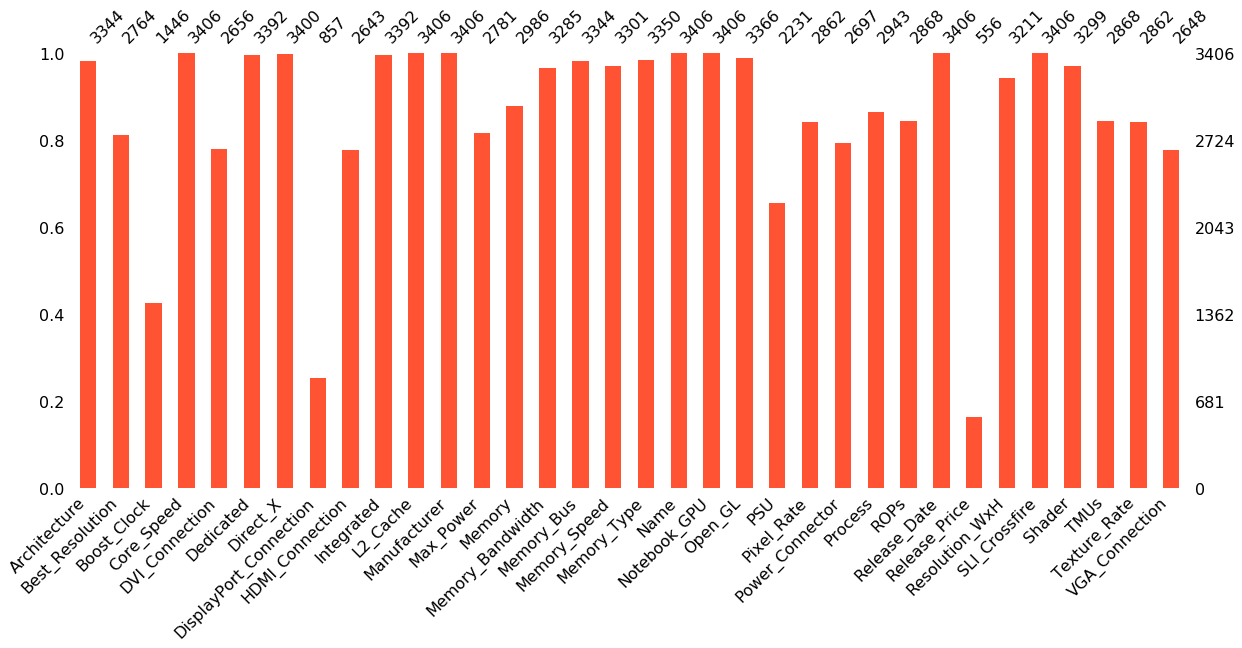 3344
2764
1446
3406
2656
3392
3400
857
2643
3392
3406
3406
2781
2986
3285
3344
3301
3350
3406
3406
3366
2231
2862
2697
2943
2868
3406
556
3211
3406
3299
2868
2862
2648
1.0
0.8
0.6
0.4
0.2
0.0
3406
2724
2043
1362
681
0
Architecture
Best_Resolution
Boost_Clock
Core_Speed
DVI_Connection
Dedicated
Direct_X
DisplayPort_Connection
HDMI_Connection
Integrated
L2_Cache
Manufacturer
Max_Power
Memory
Memory_Bandwidth
Memory_Bus
Memory_Speed
Memory_Type
Name
Notebook_GPU
Open_GL
PSU
Pixel_Rate
Power_Connector
Process
ROPs
Release_Date
Release_Price
Resolution_WxH
SLI_Crossfire
Shader
TMUs
Texture_Rate
VGA_Connection